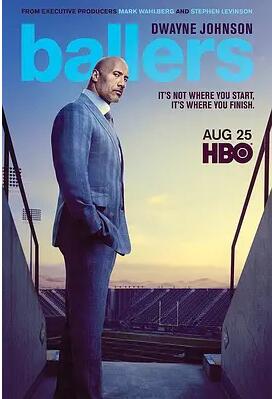 FROM EXECUTIVE PRODUCERS MARK WAHLBERG AND STEPHEN LEVINSON
DWAYNE JOHNSON
ballers
IT'S NOT WHERE YOU START,
IT'S WHERE YOU FINISH.
AUG 25
HBO